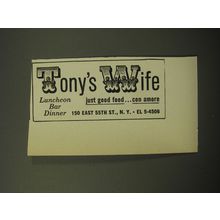 Tony's Wife
Luncheon
Bar
Dinner
just good food...con amore
150 EAST 55TH ST., N. Y. • EL 5-4506